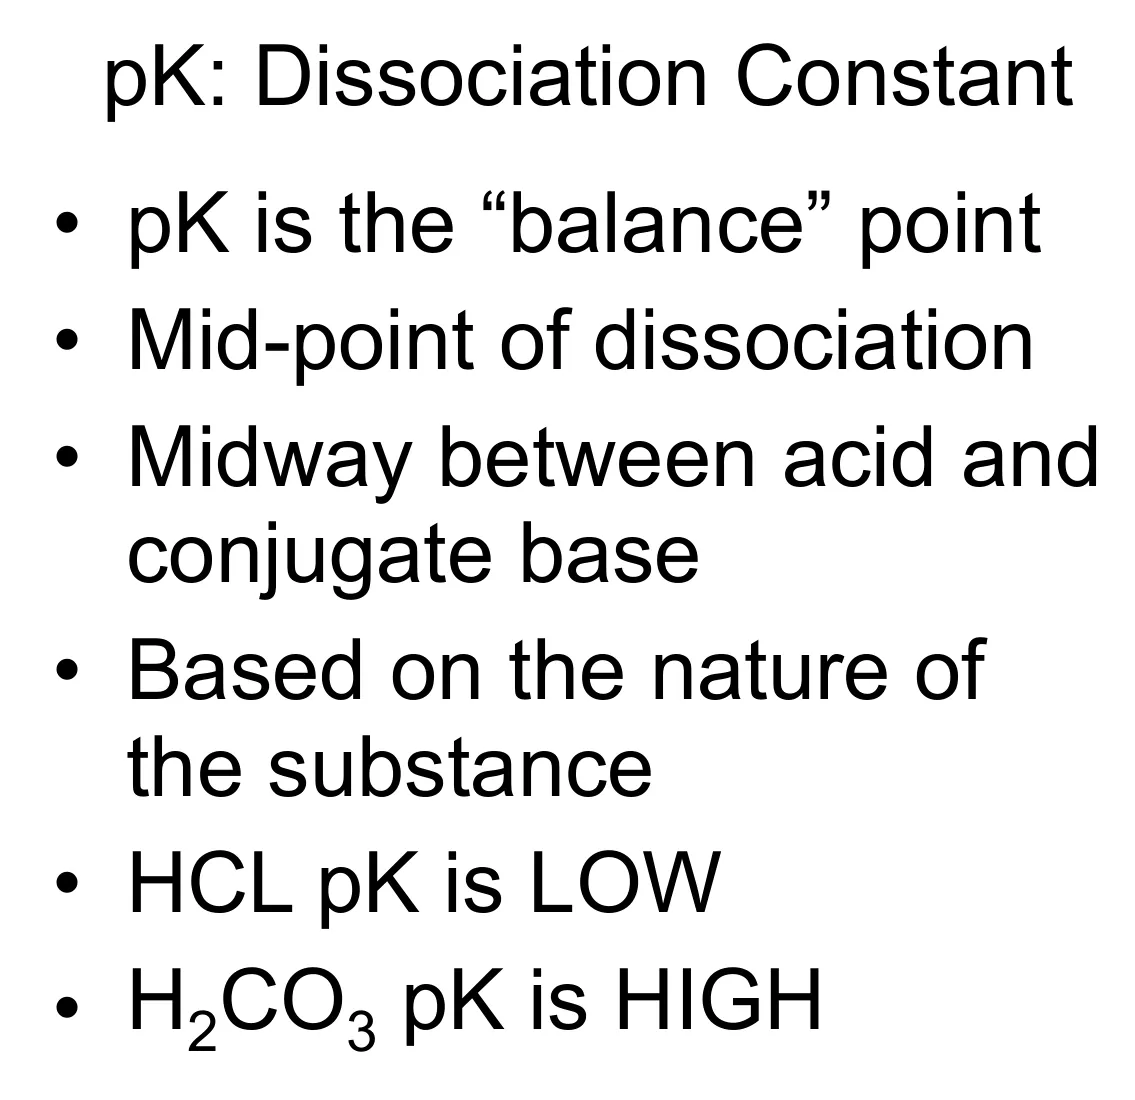 pK: Dissociation Constant
• pK is the “balance” point
• Mid-point of dissociation
• Midway between acid and
conjugate base
• Based on the nature of
the substance
• HCL pK is LOW
• H₂CO₃ pK is HIGH